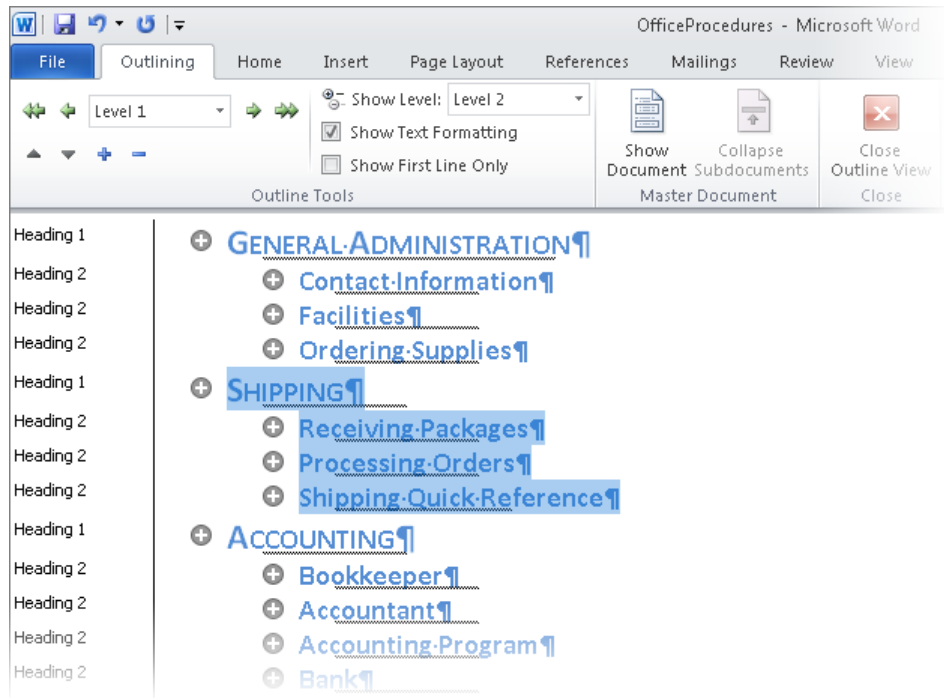 W
OfficeProcedures - Microsoft Word
File Outlining Home Insert Page Layout References Mailings Review View
Level 1
Show Level: Level 2
Show Text Formatting
Show First Line Only
Outline Tools
Show Document
Collapse Subdocuments
Master Document
Close Outline View
Close
Heading 1 GENERAL·ADMINISTRATION¶
Heading 2 Contact·Information¶
Heading 2 Facilities¶
Heading 2 Ordering·Supplies¶
Heading 1 SHIPPING¶
Heading 2 Receiving·Packages¶
Heading 2 Processing·Orders¶
Heading 2 Shipping·Quick·Reference¶
Heading 1 ACCOUNTING¶
Heading 2 Bookkeeper¶
Heading 2 Accountant¶
Heading 2 Accounting·Program¶
Heading 2 Bank¶